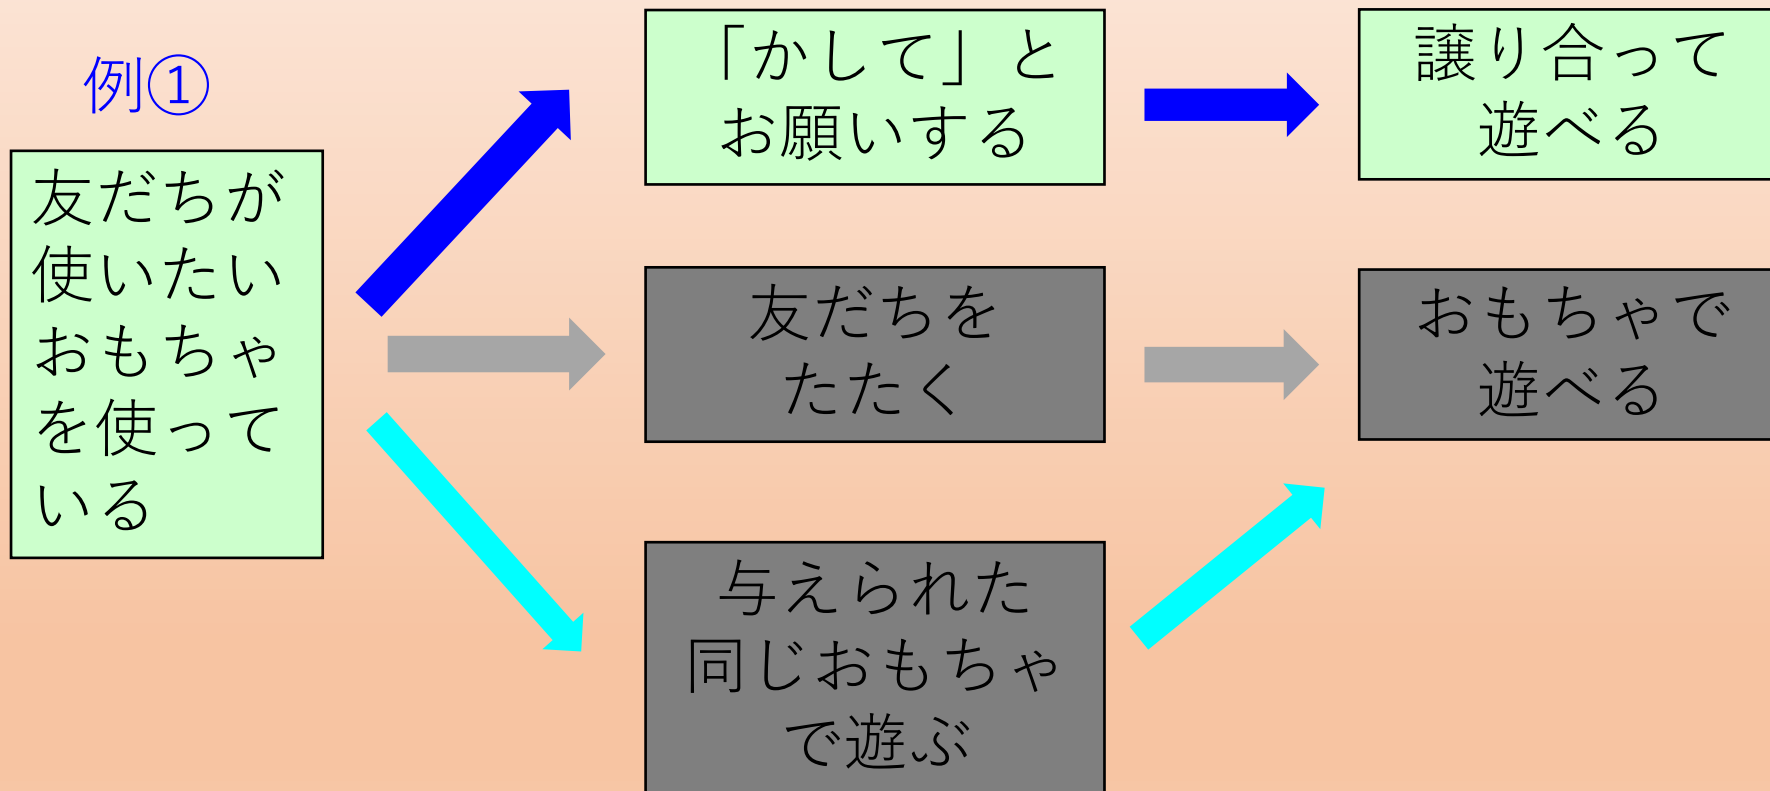 例①
友だちが
使いたい
おもちゃ
を使って
いる
「かして」と
お願いする
譲り合って
遊べる
友だちを
たたく
おもちゃで
遊べる
与えられた
同じおもちゃ
で遊ぶ